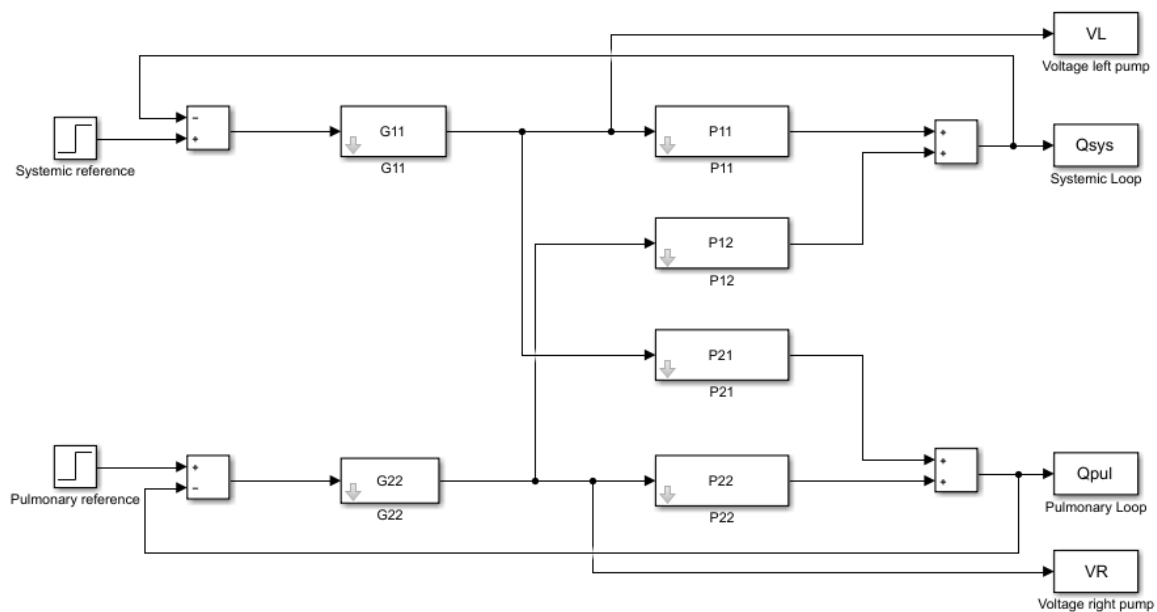 VL
Voltage left pump
−
+
Systemic reference
G11
G11
P11
P11
+
+
Qsys
Systemic Loop
P12
P12
P21
P21
+
−
Pulmonary reference
G22
G22
P22
P22
+
+
Qpul
Pulmonary Loop
VR
Voltage right pump